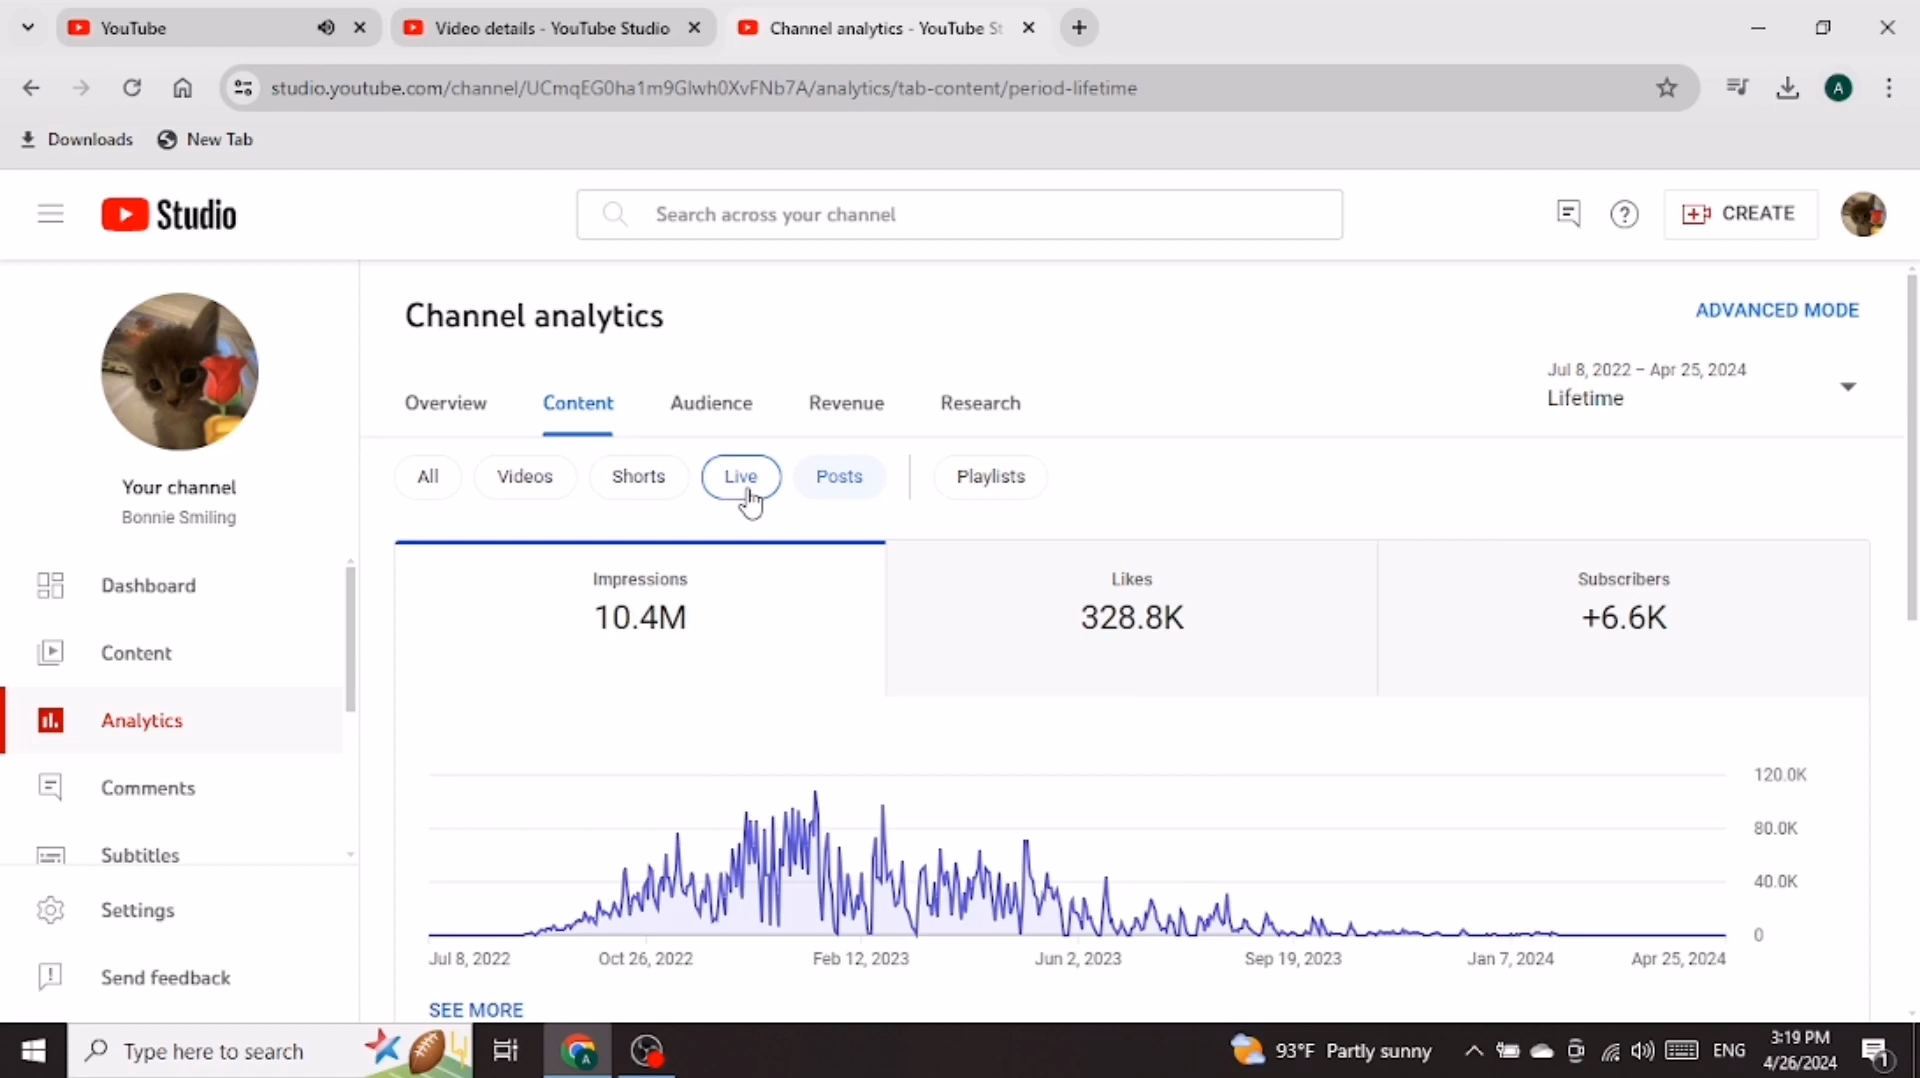 YouTube
Video details - YouTube Studio
Channel analytics - YouTube St
studio.youtube.com/channel/UCmqEG0ha1m9Glwh0XvFNb7A/analytics/tab-content/period-lifetime
A
Downloads
New Tab
Studio
Search across your channel
CREATE
Your channel
Bonnie Smiling
Dashboard
Content
Analytics
Comments
Subtitles
Settings
Send feedback
Channel analytics
ADVANCED MODE
Jul 8, 2022 – Apr 25, 2024
Lifetime
Overview
Content
Audience
Revenue
Research
All
Videos
Shorts
Live
Posts
Playlists
Impressions
10.4M
Likes
328.8K
Subscribers
+6.6K
120.0K
80.0K
40.0K
0
Jul 8, 2022
Oct 26, 2022
Feb 12, 2023
Jun 2, 2023
Sep 19, 2023
Jan 7, 2024
Apr 25, 2024
SEE MORE
Type here to search
A
93°F Partly sunny
ENG
3:19 PM
4/26/2024
1